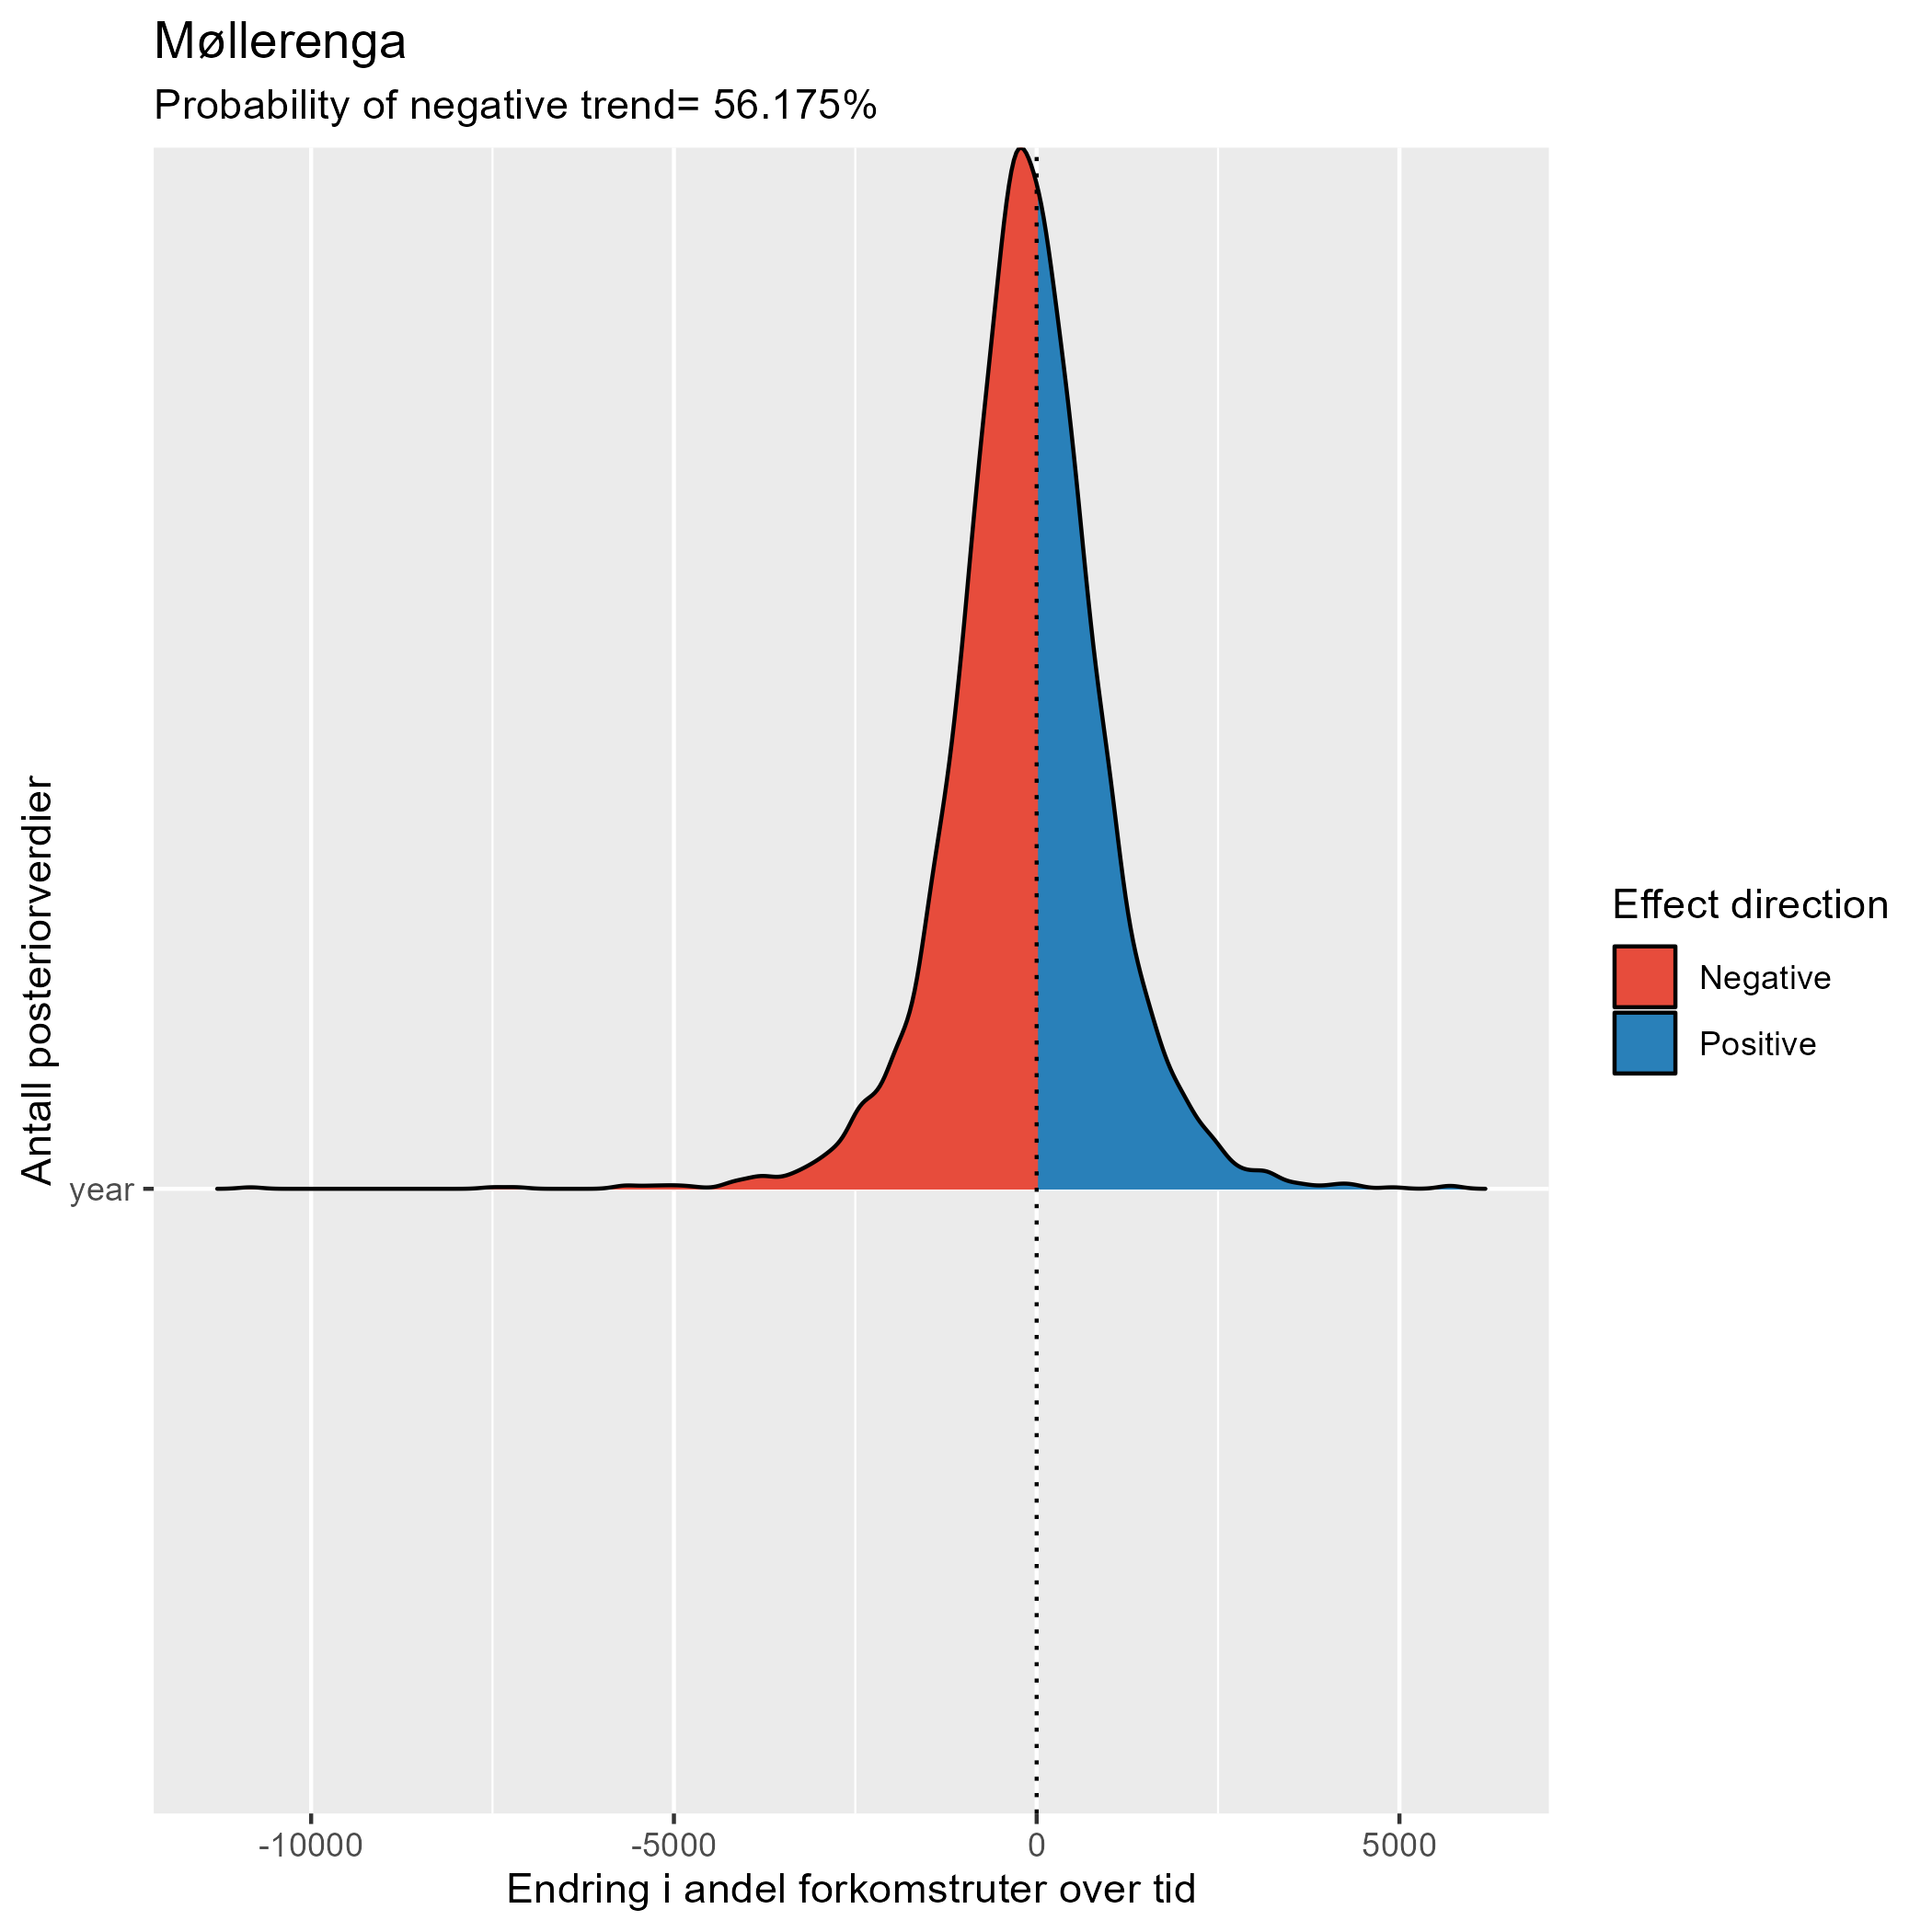 Møllerenga
Probability of negative trend= 56.175%
Antall posteriorverdier
year
-10000
-5000
0
5000
Endring i andel forkomstruter over tid
Effect direction
Negative
Positive